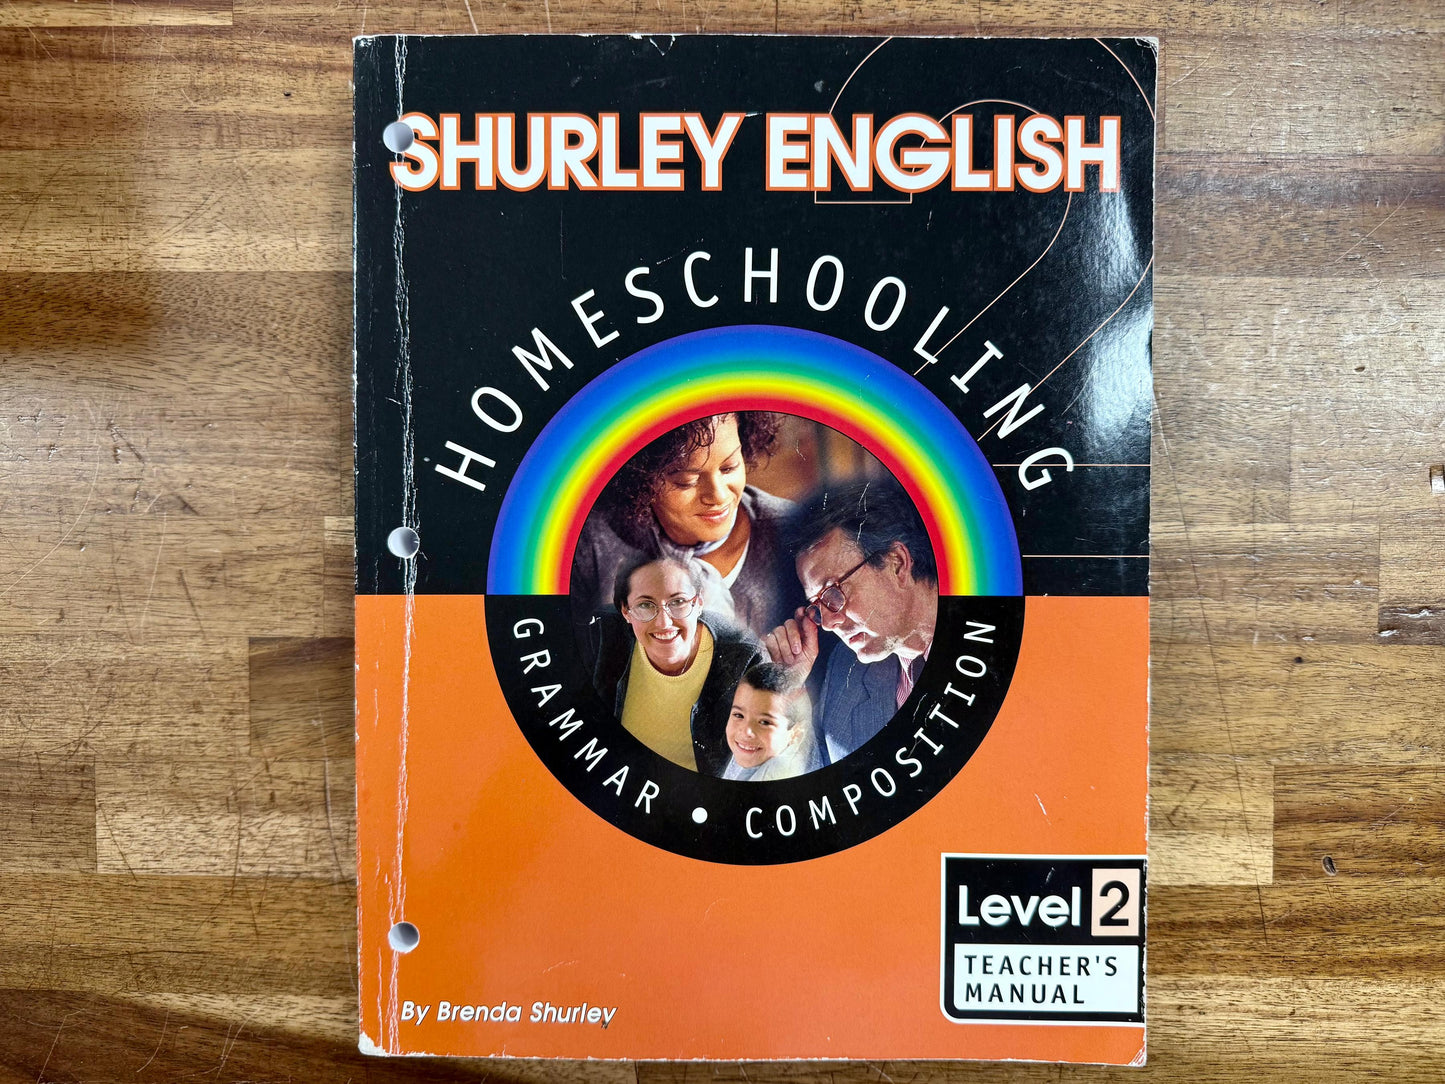 SHURLEY ENGLISH
HOMESCHOOLING
GRAMMAR • COMPOSITION
Level 2
TEACHER'S
MANUAL
By Brenda Shurley